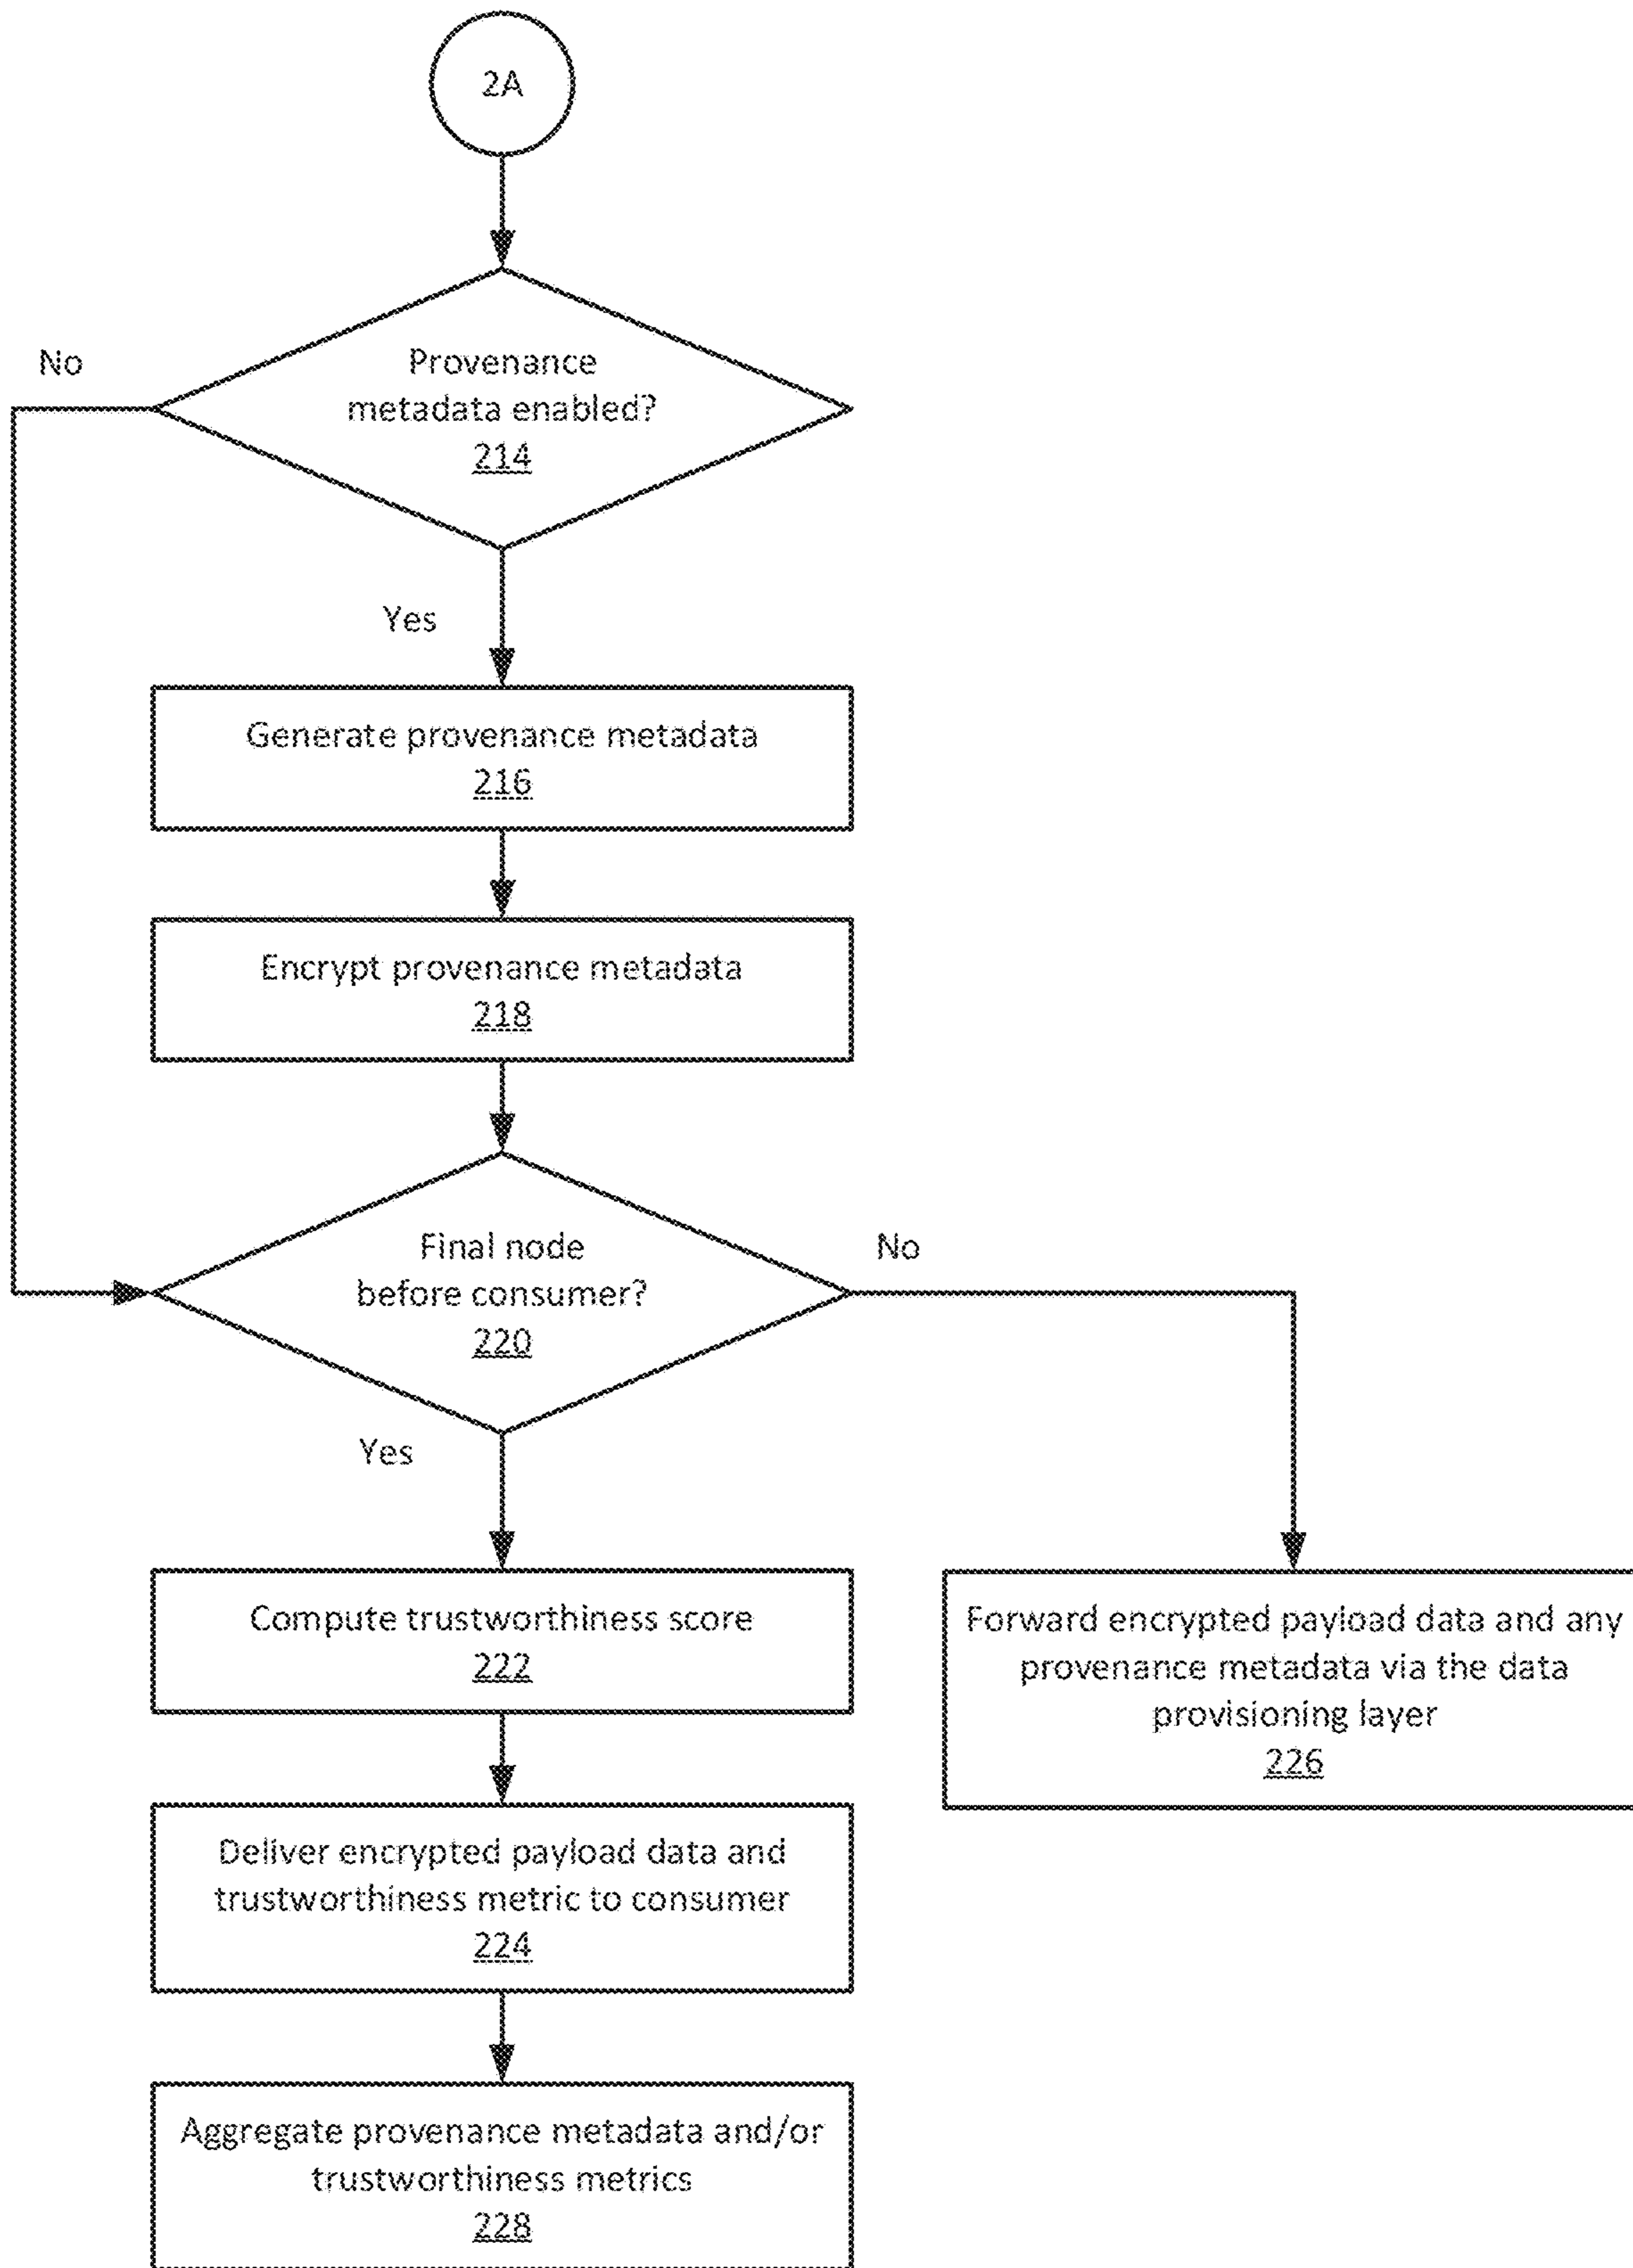 2A
No
Provenance
metadata enabled?
214
Yes
Generate provenance metadata
216
Encrypt provenance metadata
218
Final node
before consumer?
220
No
Yes
Compute trustworthiness score
222
Forward encrypted payload data and any
provenance metadata via the data
provisioning layer
226
Deliver encrypted payload data and
trustworthiness metric to consumer
224
Aggregate provenance metadata and/or
trustworthiness metrics
228